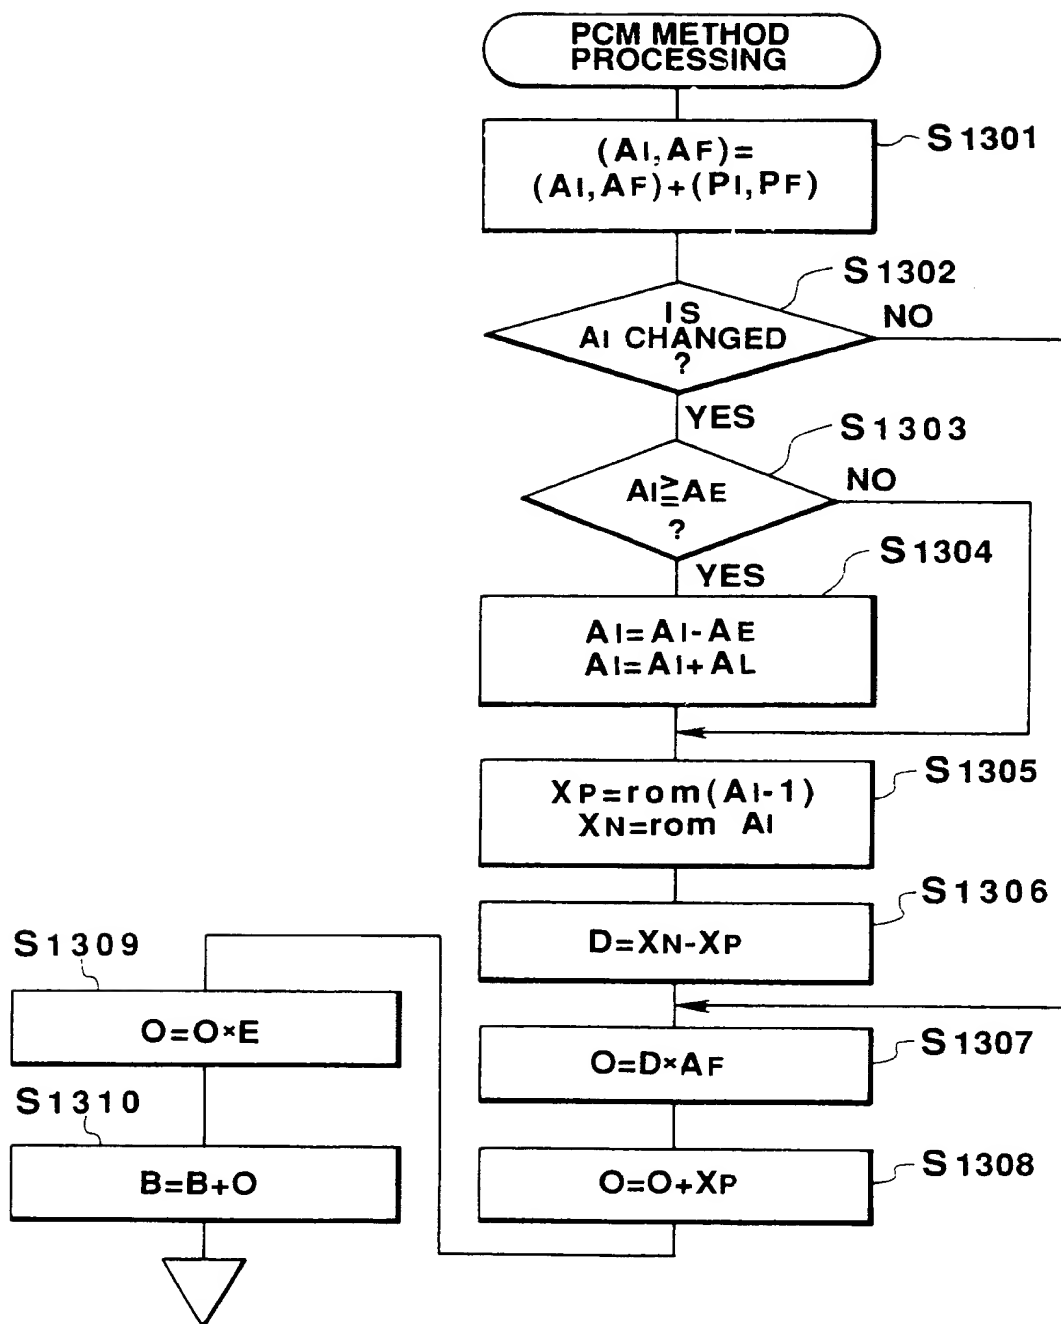 PCM METHOD
PROCESSING
S1301
(AI,AF)=
(AI,AF)+(PI,PF)
S1302
IS
AI CHANGED
?
NO
YES
S1303
AI≧AE
?
NO
YES
S1304
AI=AI-AE
AI=AI+AL
S1305
XP=rom(AI-1)
XN=rom AI
S1306
D=XN-XP
S1307
O=D×AF
S1308
O=O+XP
S1309
O=O×E
S1310
B=B+O